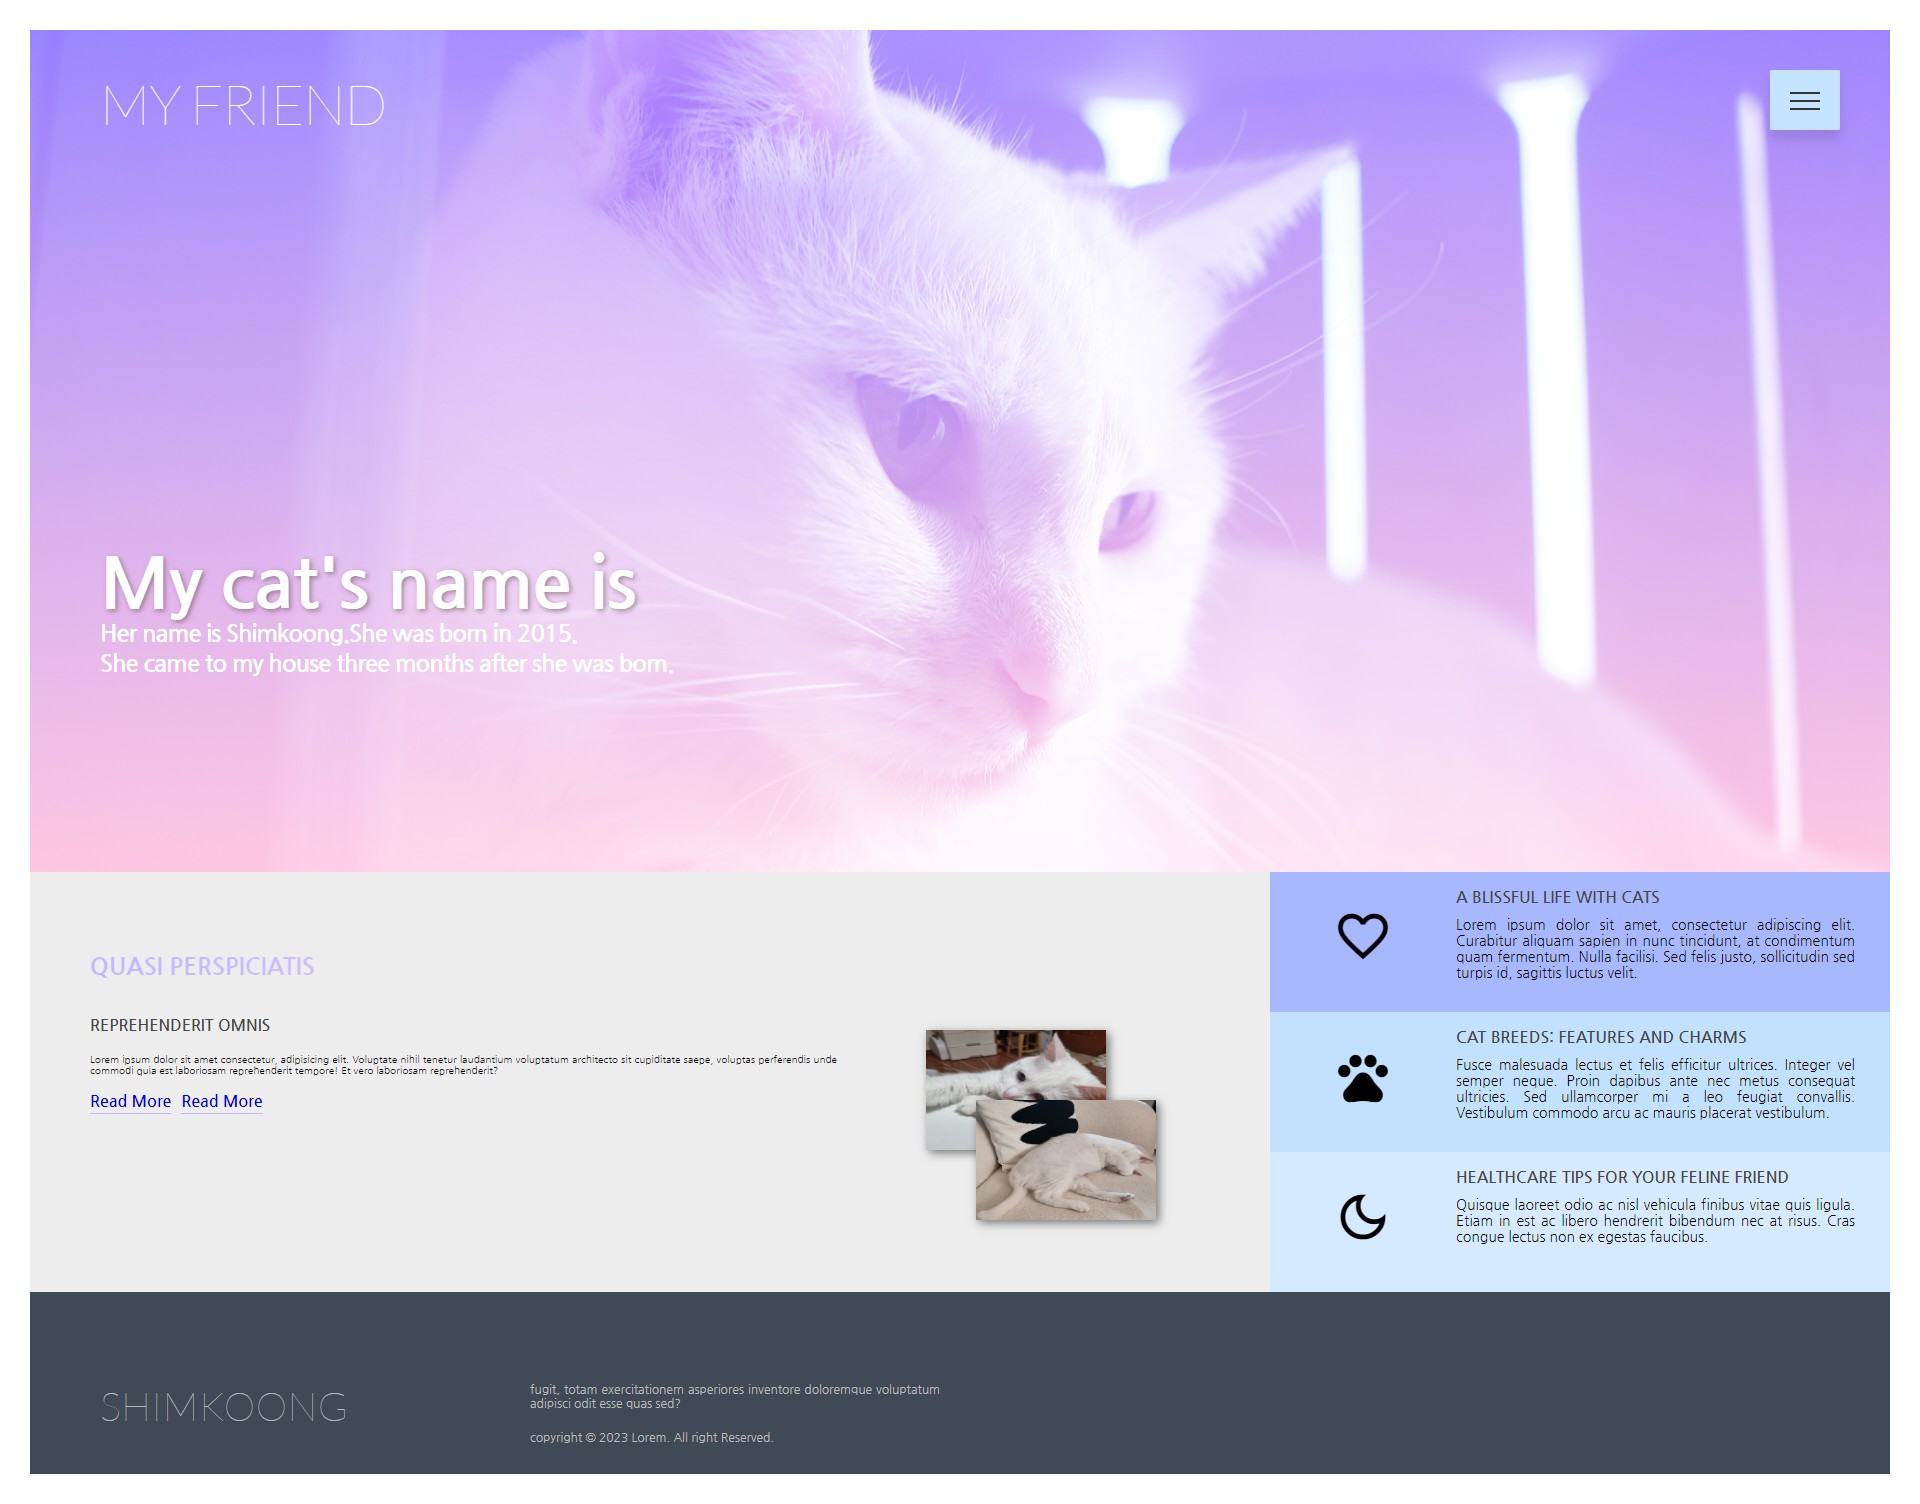 MY FRIEND
My cat's name is
Her name is Shimkoong.She was born in 2015.
She came to my house three months after she was born.
QUASI PERSPICIATIS
REPREHENDERIT OMNIS
Lorem ipsum dolor sit amet consectetur, adipisicing elit. Voluptate nihil tenetur laudantium voluptatum architecto sit cupiditate saepe, voluptas perferendis unde
commodi quia est laboriosam reprehenderit tempore! Et vero laboriosam reprehenderit?
Read More Read More
A BLISSFUL LIFE WITH CATS
Lorem ipsum dolor sit amet, consectetur adipiscing elit.
Curabitur aliquam sapien in nunc tincidunt, at condimentum
quam fermentum. Nulla facilisi. Sed felis justo, sollicitudin sed
turpis id, sagittis luctus velit.
CAT BREEDS: FEATURES AND CHARMS
Fusce malesuada lectus et felis efficitur ultrices. Integer vel
semper neque. Proin dapibus ante nec metus consequat
ultricies. Sed ullamcorper mi a leo feugiat convallis.
Vestibulum commodo arcu ac mauris placerat vestibulum.
HEALTHCARE TIPS FOR YOUR FELINE FRIEND
Quisque laoreet odio ac nisl vehicula finibus vitae quis ligula.
Etiam in est ac libero hendrerit bibendum nec at risus. Cras
congue lectus non ex egestas faucibus.
SHIMKOONG
fugit, totam exercitationem asperiores inventore doloremque voluptatum
adipisci odit esse quas sed?
copyright © 2023 Lorem. All right Reserved.